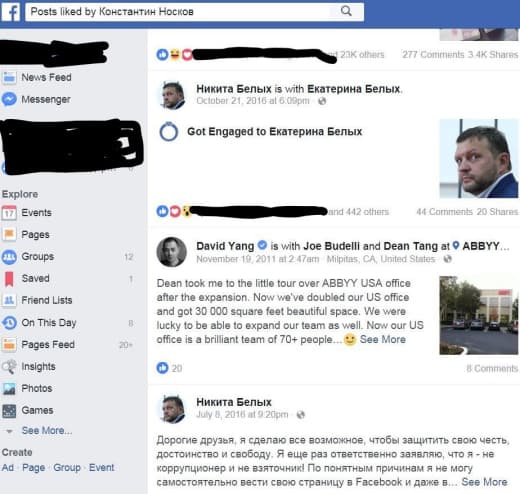 f
Posts liked by Константин Носков
News Feed
Messenger
Explore
17 Events
Pages
Groups 12
Saved 1
Friend Lists
On This Day 8
Pages Feed 20+
Insights
Photos
Games
See More...
Create
Ad · Page · Group · Event
23K others 277 Comments 3.4K Shares
Никита Белых is with Екатерина Белых.
October 21, 2016 at 6:09pm ·
Got Engaged to Екатерина Белых
and 442 others 44 Comments 20 Shares
David Yang is with Joe Budelli and Dean Tang at ABBYY...
November 19, 2011 at 2:47am · Milpitas, CA, United States ·
Dean took me to the little tour over ABBYY USA office
after the expansion. Now we've doubled our US office
and got 30 000 square feet beautiful space. We were
lucky to be able to expand our team as well. Now our US
office is a brilliant team of 70+ people... See More
20 8 Comments
Никита Белых
July 8, 2016 at 9:20pm ·
Дорогие друзья, я сделаю все возможное, чтобы защитить свою честь,
достоинство и свободу. Я еще раз ответственно заявляю, что я - не
коррупционер и не взяточник! По понятным причинам я не могу
самостоятельно вести свою страницу в Facebook и даже в... See More